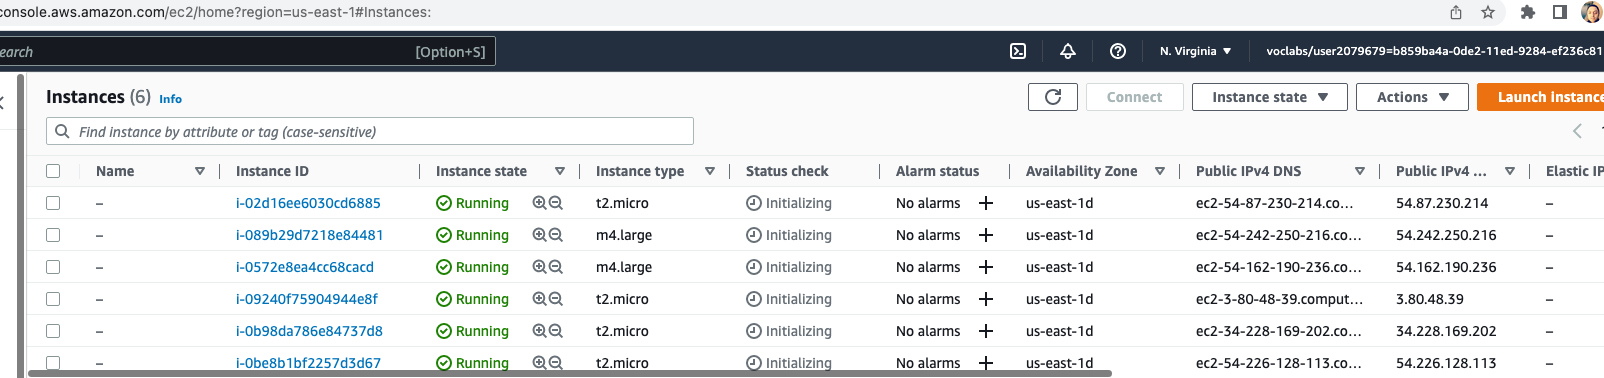 console.aws.amazon.com/ec2/home?region=us-east-1#Instances:
earch [Option+S] N. Virginia ▼ voclabs/user2079679=b859ba4a-0de2-11ed-9284-ef236c81
Instances (6) Info Connect Instance state ▼ Actions ▼ Launch Instance
Find instance by attribute or tag (case-sensitive)
Name Instance ID Instance state Instance type Status check Alarm status Availability Zone Public IPv4 DNS Public IPv4 ... Elastic IP
– i-02d16ee6030cd6885 Running t2.micro Initializing No alarms + us-east-1d ec2-54-87-230-214.co... 54.87.230.214 –
– i-089b29d7218e84481 Running m4.large Initializing No alarms + us-east-1d ec2-54-242-250-216.co... 54.242.250.216 –
– i-0572e8ea4cc68cacd Running m4.large Initializing No alarms + us-east-1d ec2-54-162-190-236.co... 54.162.190.236 –
– i-09240f75904944e8f Running t2.micro Initializing No alarms + us-east-1d ec2-3-80-48-39.comput... 3.80.48.39 –
– i-0b98da786e84737d8 Running t2.micro Initializing No alarms + us-east-1d ec2-34-228-169-202.co... 34.228.169.202 –
– i-0be8b1bf2257d3d67 Running t2.micro Initializing No alarms + us-east-1d ec2-54-226-128-113.co... 54.226.128.113 –